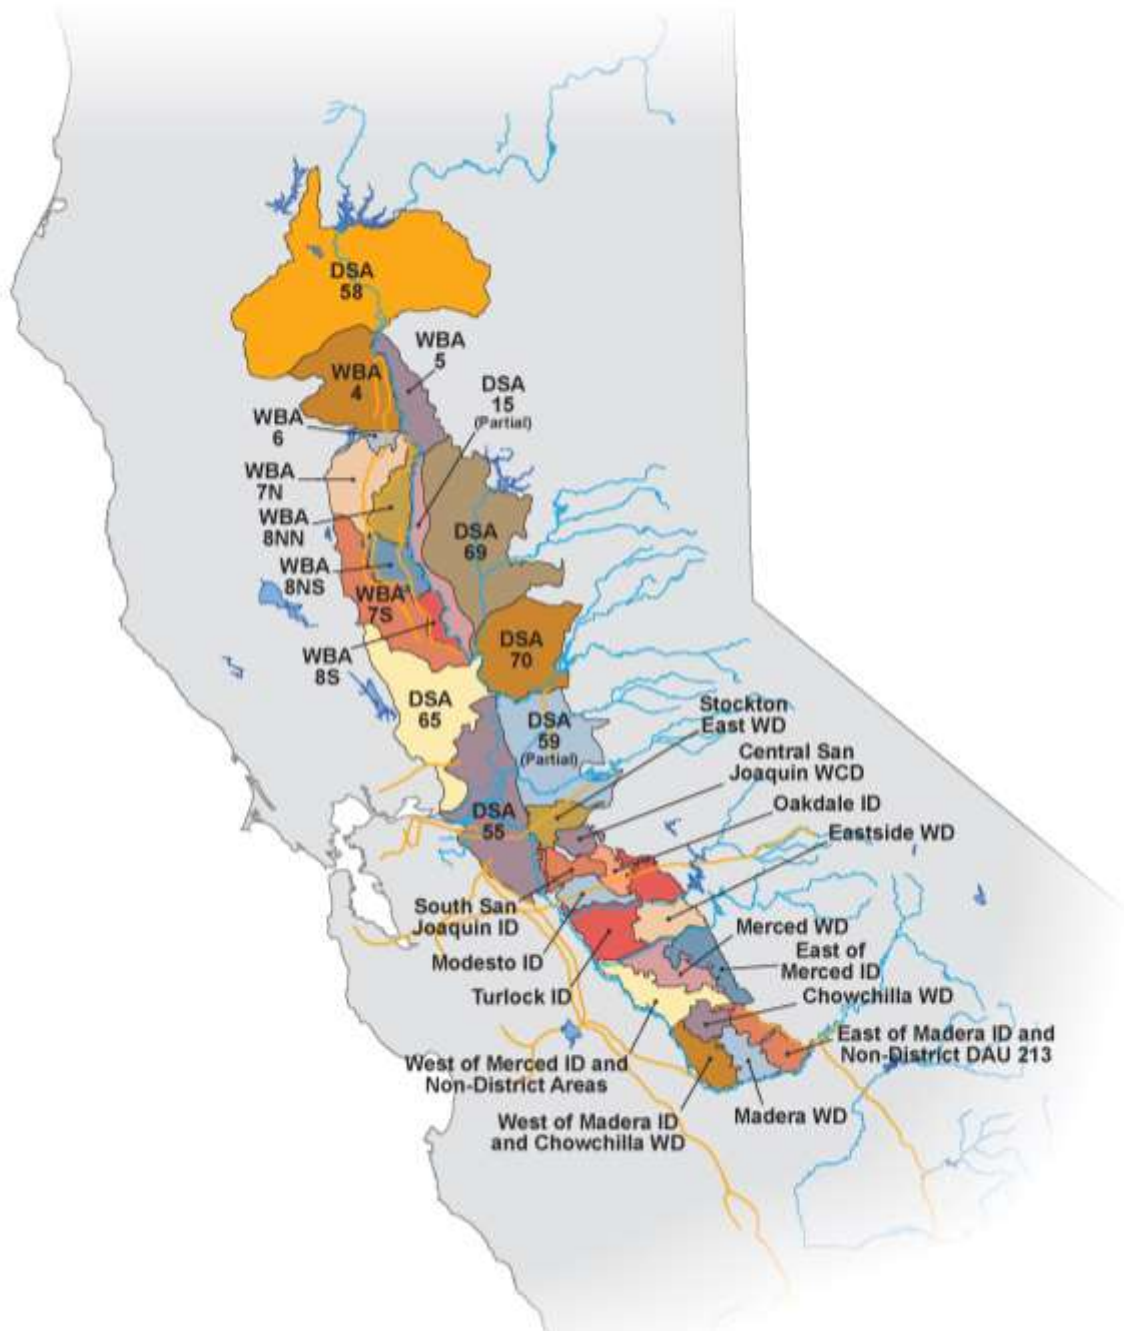 DSA
58
WBA
5
WBA
4
DSA
15
(Partial)
WBA
6
WBA
7N
WBA
8NN
DSA
69
WBA
8NS
WBA
7S
WBA
8S
DSA
70
DSA
65
DSA
59
(Partial)
Stockton
East WD
Central San
Joaquin WCD
Oakdale ID
Eastside WD
DSA
55
South San
Joaquin ID
Modesto ID
Turlock ID
Merced WD
East of
Merced ID
Chowchilla WD
East of Madera ID and
Non-District DAU 213
West of Merced ID and
Non-District Areas
West of Madera ID
and Chowchilla WD
Madera WD